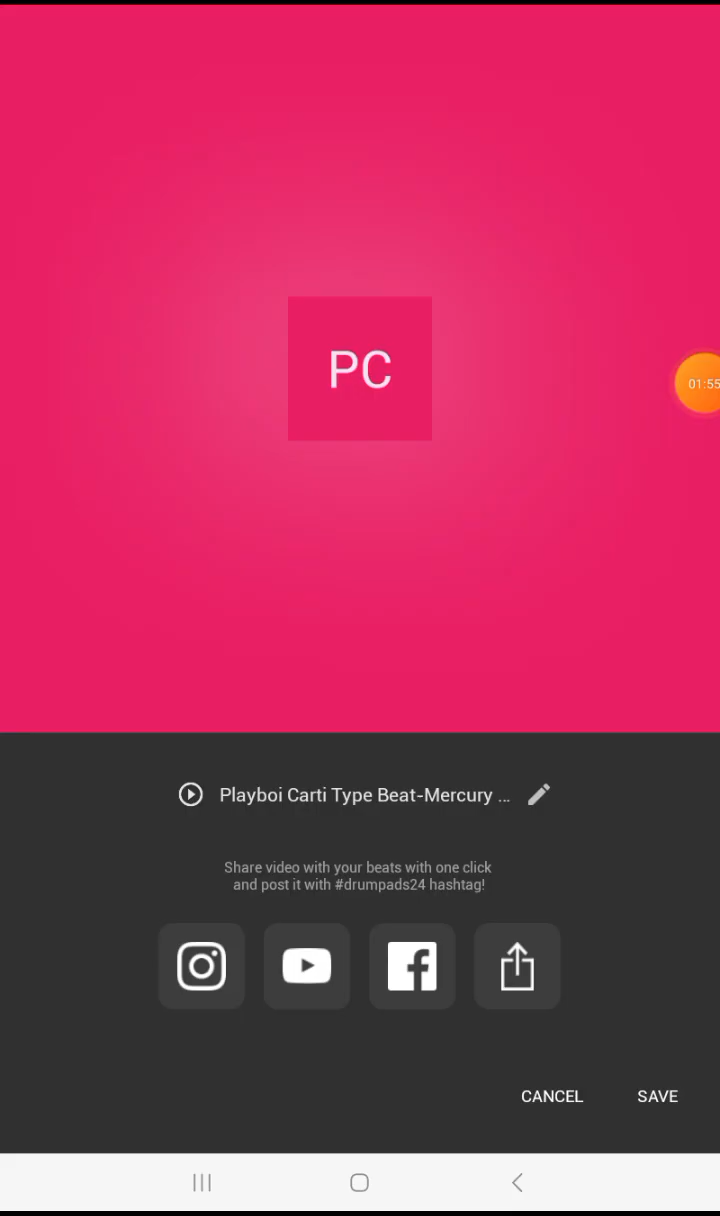 PC
01:55
Playboi Carti Type Beat-Mercury ...
Share video with your beats with one click
and post it with #drumpads24 hashtag!
CANCEL SAVE